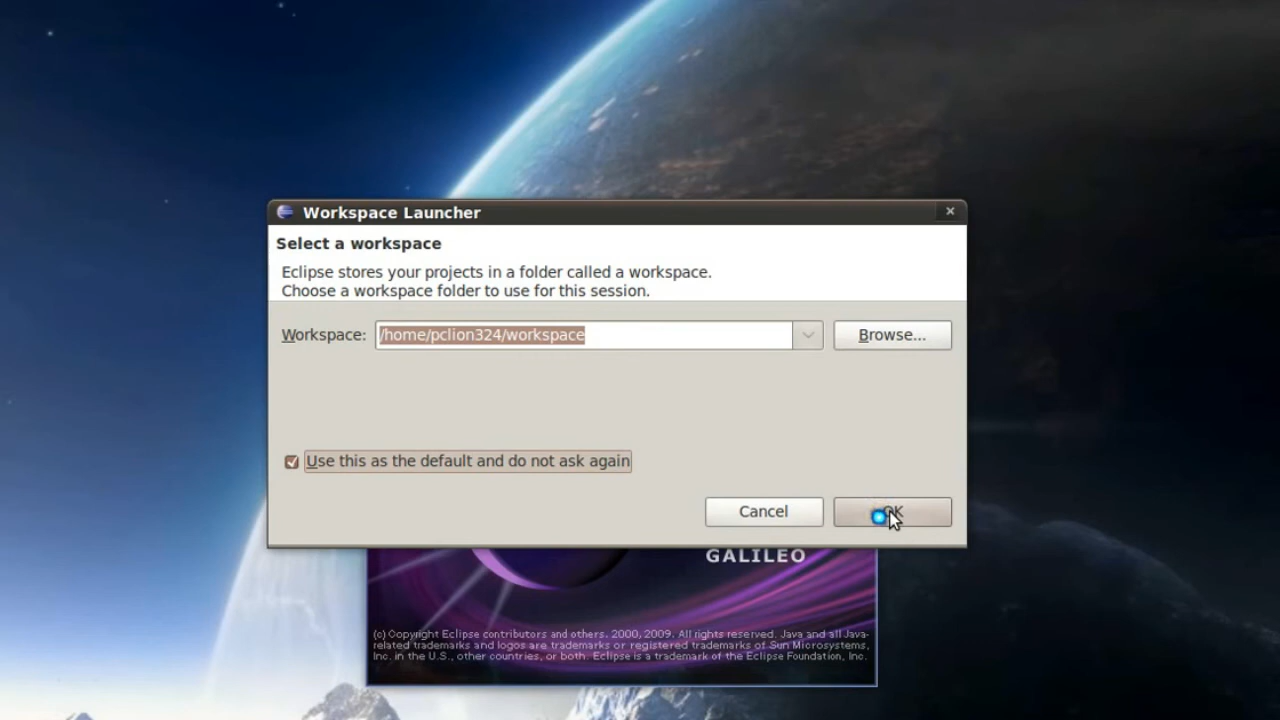 Workspace Launcher
Select a workspace
Eclipse stores your projects in a folder called a workspace.
Choose a workspace folder to use for this session.
Workspace: /home/pclion324/workspace Browse...
Use this as the default and do not ask again
Cancel OK
GALILEO
(c) Copyright Eclipse contributors and others. 2000, 2009. All rights reserved. Java and all Java-
related trademarks and logos are trademarks or registered trademarks of Sun Microsystems,
Inc. in the U.S., other countries, or both. Eclipse is a trademark of the Eclipse Foundation, Inc.